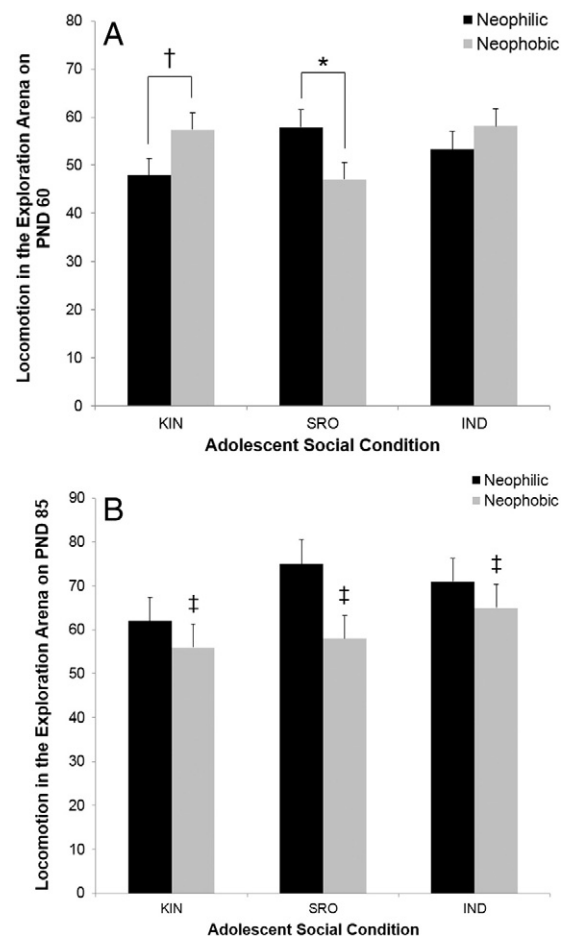 A
Neophilic
Neophobic
Locomotion in the Exploration Arena on
PND 60
80
70
60
50
40
30
20
10
0
†
*
KIN
SRO
IND
Adolescent Social Condition
B
Neophilic
Neophobic
Locomotion in the Exploration Arena on PND 85
90
80
70
60
50
40
30
20
10
0
‡
‡
‡
KIN
SRO
IND
Adolescent Social Condition